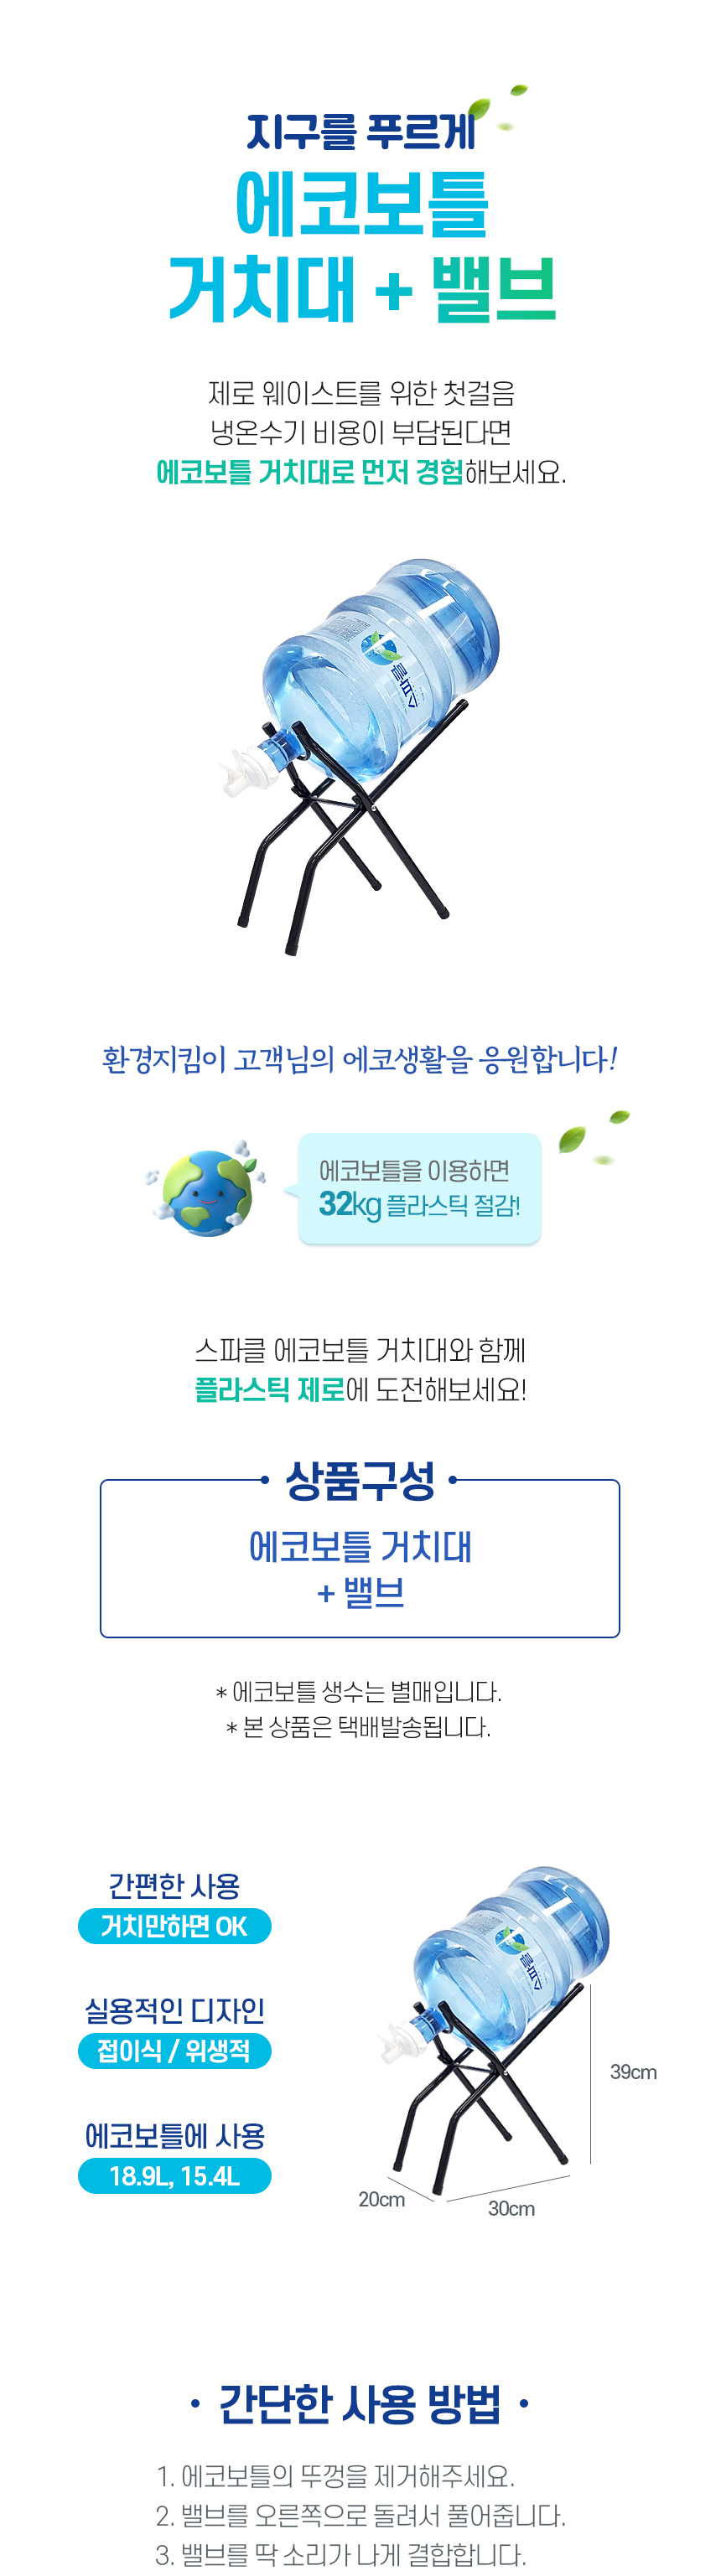 지구를 푸르게
에코보틀
거치대 + 밸브
제로 웨이스트를 위한 첫걸음
냉온수기 비용이 부담된다면
에코보틀 거치대로 먼저 경험해보세요.
스파클
환경지킴이 고객님의 에코생활을 응원합니다!
에코보틀을 이용하면
32kg 플라스틱 절감!
스파클 에코보틀 거치대와 함께
플라스틱 제로에 도전해보세요!
상품구성
에코보틀 거치대
+ 밸브
* 에코보틀 생수는 별매입니다.
* 본 상품은 택배발송됩니다.
간편한 사용
거치만하면 OK
실용적인 디자인
접이식 / 위생적
에코보틀에 사용
18.9L, 15.4L
스파클
39cm
20cm
30cm
• 간단한 사용 방법 •
1. 에코보틀의 뚜껑을 제거해주세요.
2. 밸브를 오른쪽으로 돌려서 풀어줍니다.
3. 밸브를 딱 소리가 나게 결합합니다.